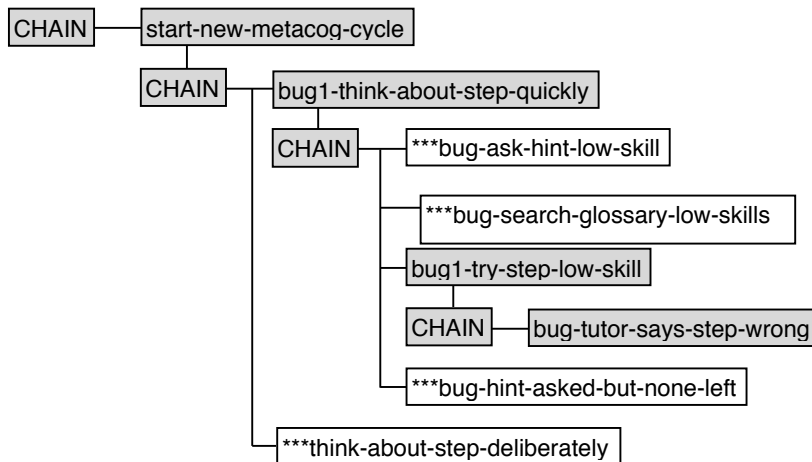 CHAIN start-new-metacog-cycle
CHAIN bug1-think-about-step-quickly
CHAIN ***bug-ask-hint-low-skill
***bug-search-glossary-low-skills
bug1-try-step-low-skill
CHAIN bug-tutor-says-step-wrong
***bug-hint-asked-but-none-left
***think-about-step-deliberately